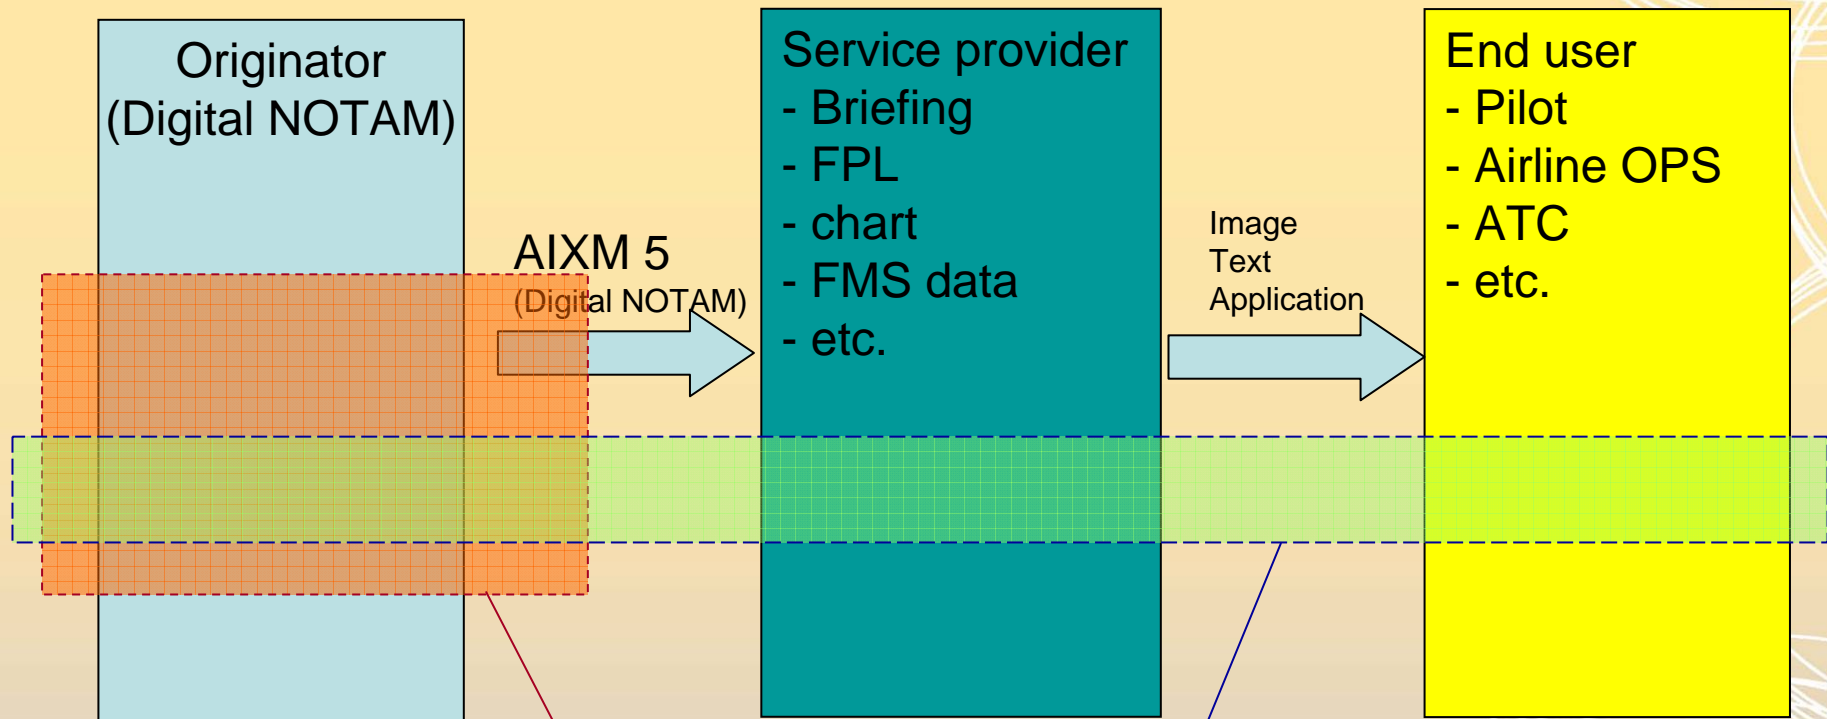 Originator
(Digital NOTAM)
AIXM 5
(Digital NOTAM)
Service provider
- Briefing
- FPL
- chart
- FMS data
- etc.
Image
Text
Application
End user
- Pilot
- Airline OPS
- ATC
- etc.